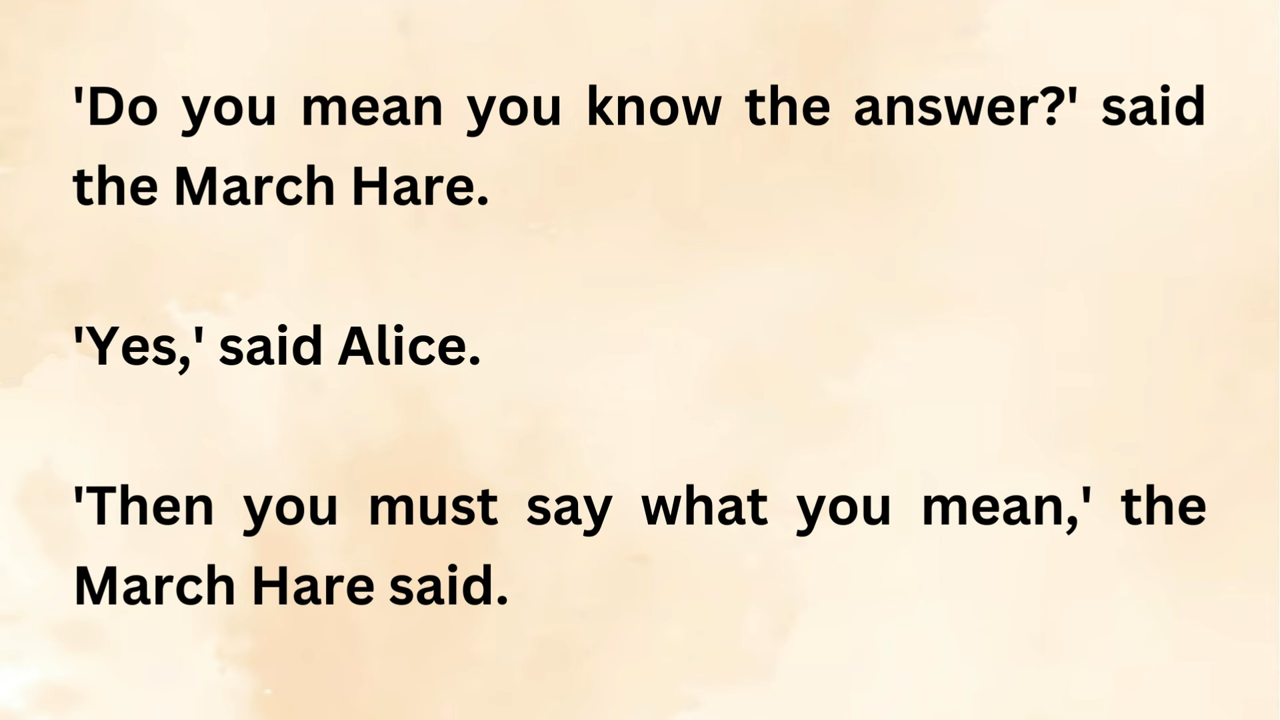 'Do you mean you know the answer?' said
the March Hare.
'Yes,' said Alice.
'Then you must say what you mean,' the
March Hare said.